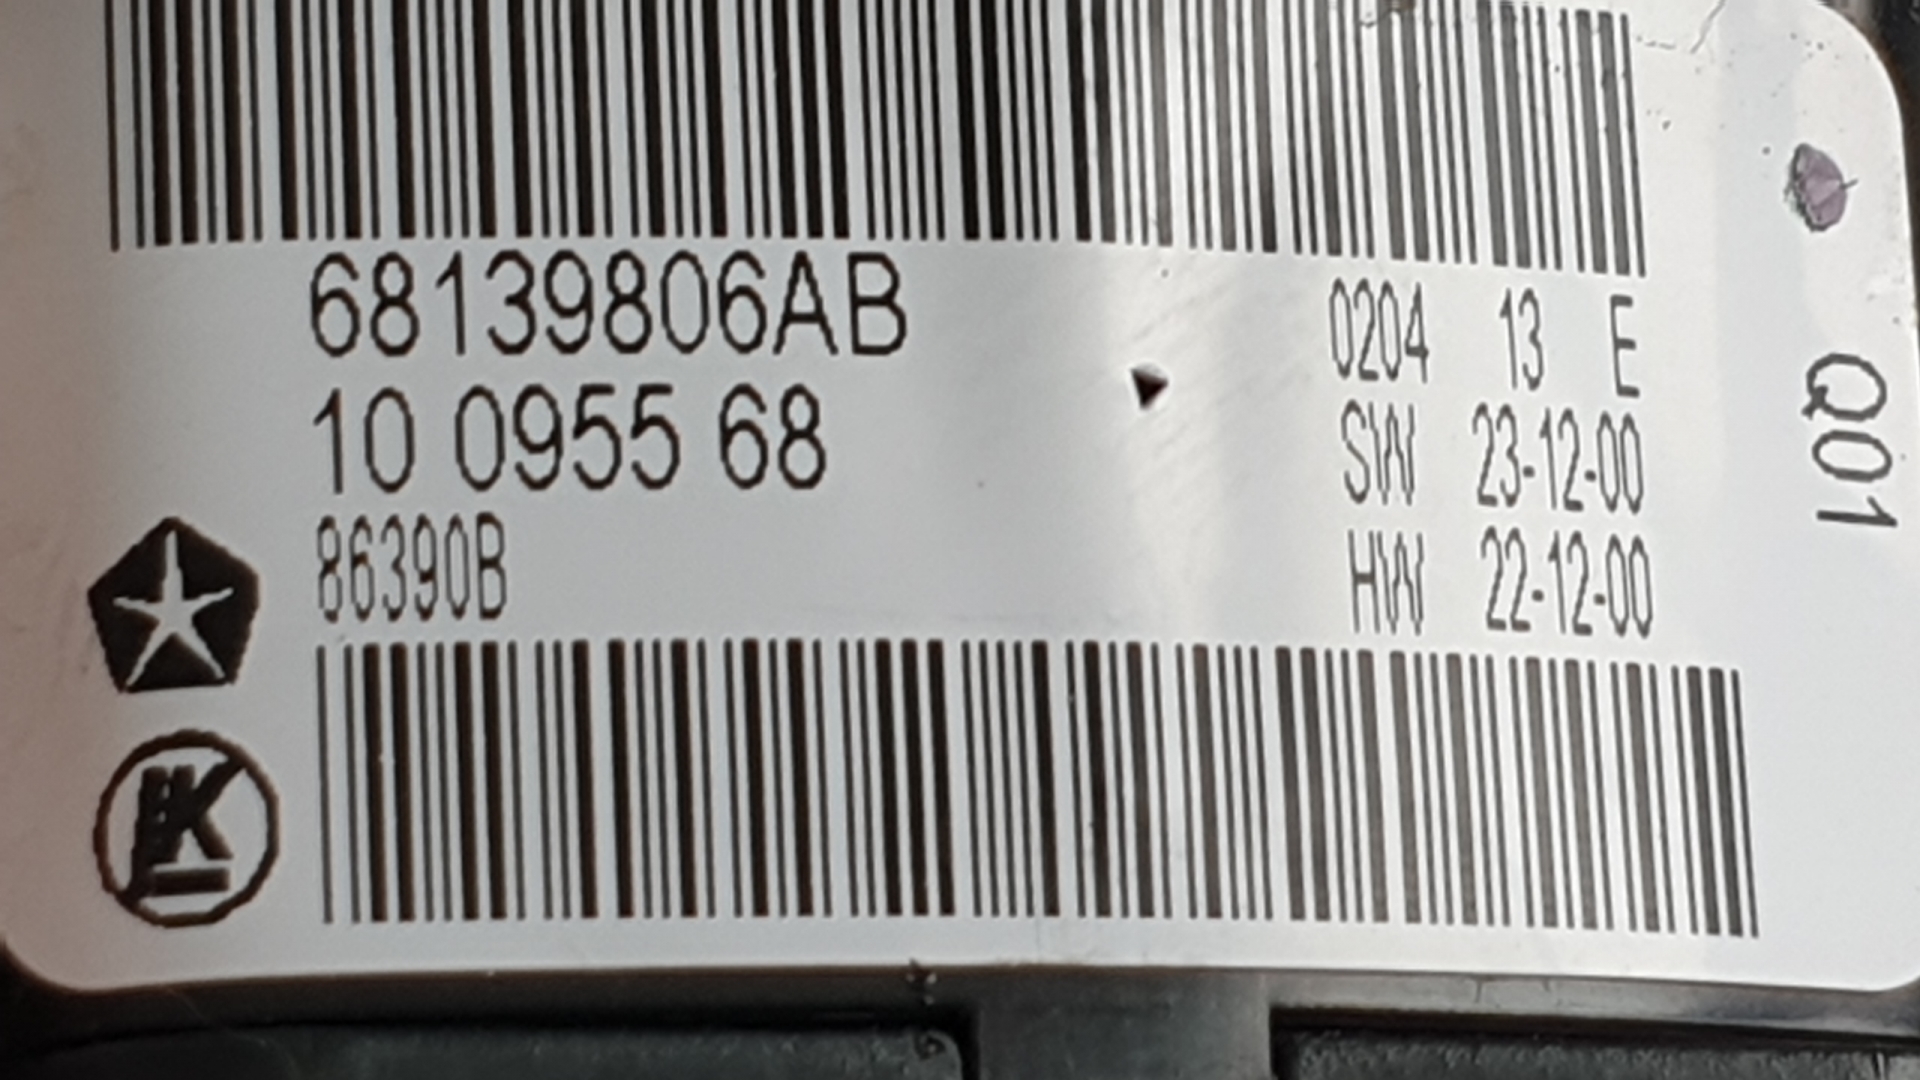 68139806AB
0204 13 E
10 0955 68
SW 23-12-00
86390B
HW 22-12-00
Q01
K